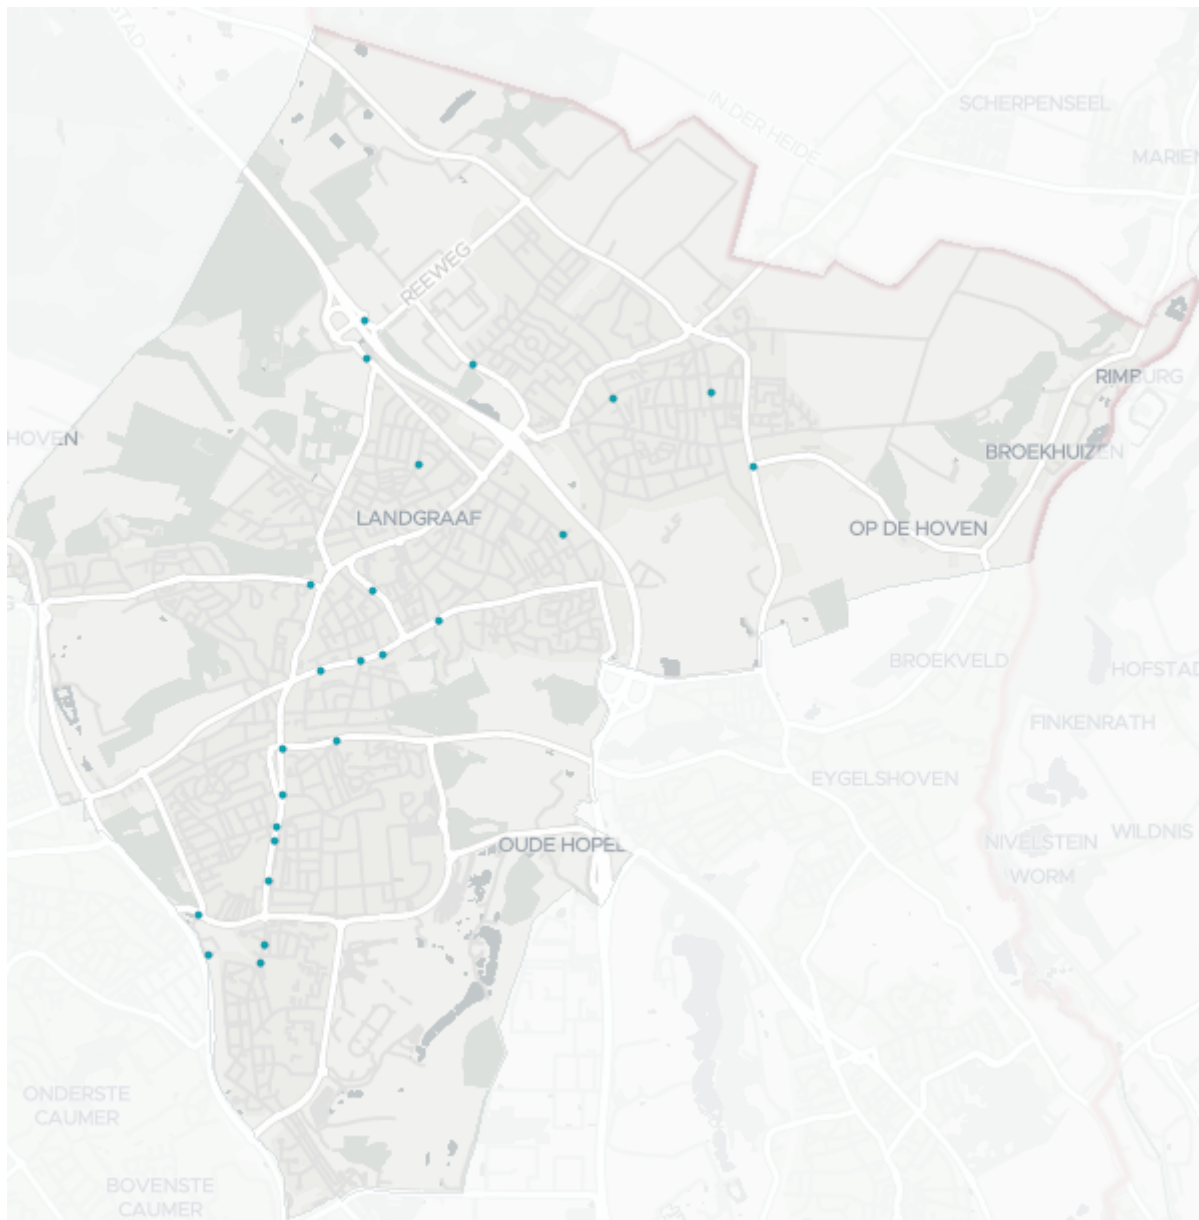 STAD
IN DER HEIDE
SCHERPENSEEL
MARIEN
REEWEG
RIMBURG
HOVEN
BROEKHUIZEN
LANDGRAAF
OP DE HOVEN
BROEKVELD
HOFSTAD
FINKENRATH
EYGELSHOVEN
NIVELSTEIN
WORM
WILDNIS
OUDE HOPEL
ONDERSTE
CAUMER
BOVENSTE
CAUMER